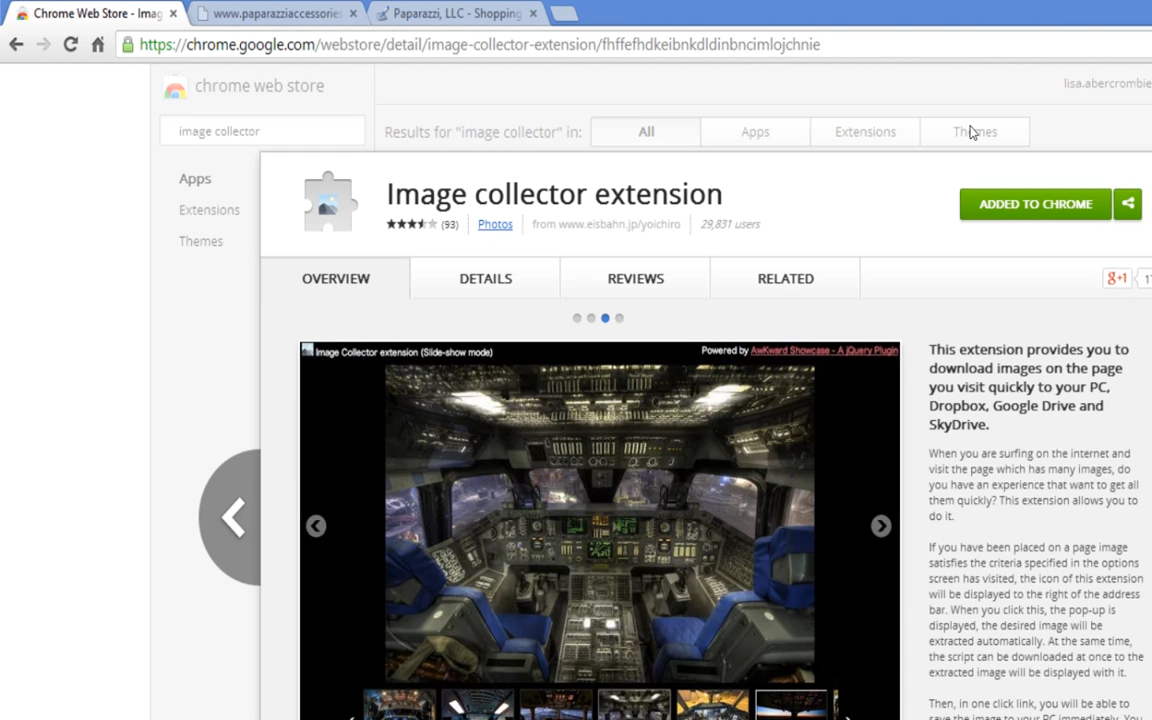 Chrome Web Store - Imag
www.paparazziaccessories
Paparazzi, LLC - Shopping
https://chrome.google.com/webstore/detail/image-collector-extension/fhffefhdkeibnkdldinbncimlojchnie
chrome web store
lisa.abercrombie
image collector
Results for "image collector" in:
All
Apps
Extensions
Themes
Apps
Extensions
Themes
Image collector extension
(93)
Photos
from www.eisbahn.jp/yoichiro
29,831 users
ADDED TO CHROME
OVERVIEW
DETAILS
REVIEWS
RELATED
g+1
Image Collector extension (Slide-show mode)
Powered by AwKward Showcase - A jQuery Plugin
This extension provides you to
download images on the page
you visit quickly to your PC,
Dropbox, Google Drive and
SkyDrive.
When you are surfing on the internet and
visit the page which has many images, do
you have an experience that want to get all
them quickly? This extension allows you to
do it.
If you have been placed on a page image
satisfies the criteria specified in the options
screen has visited, the icon of this extension
will be displayed to the right of the address
bar. When you click this, the pop-up is
displayed, the desired image will be
extracted automatically. At the same time,
the script can be downloaded at once to the
extracted image will be displayed with it.
Then, in one click link, you will be able to
save the image to your PC immediately. You